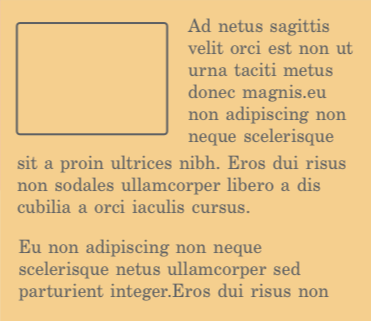 Ad netus sagittis
velit orci est non ut
urna taciti metus
donec magnis.eu
non adipiscing non
neque scelerisque
sit a proin ultrices nibh. Eros dui risus
non sodales ullamcorper libero a dis
cubilia a orci iaculis cursus.
Eu non adipiscing non neque
scelerisque netus ullamcorper sed
parturient integer.Eros dui risus non